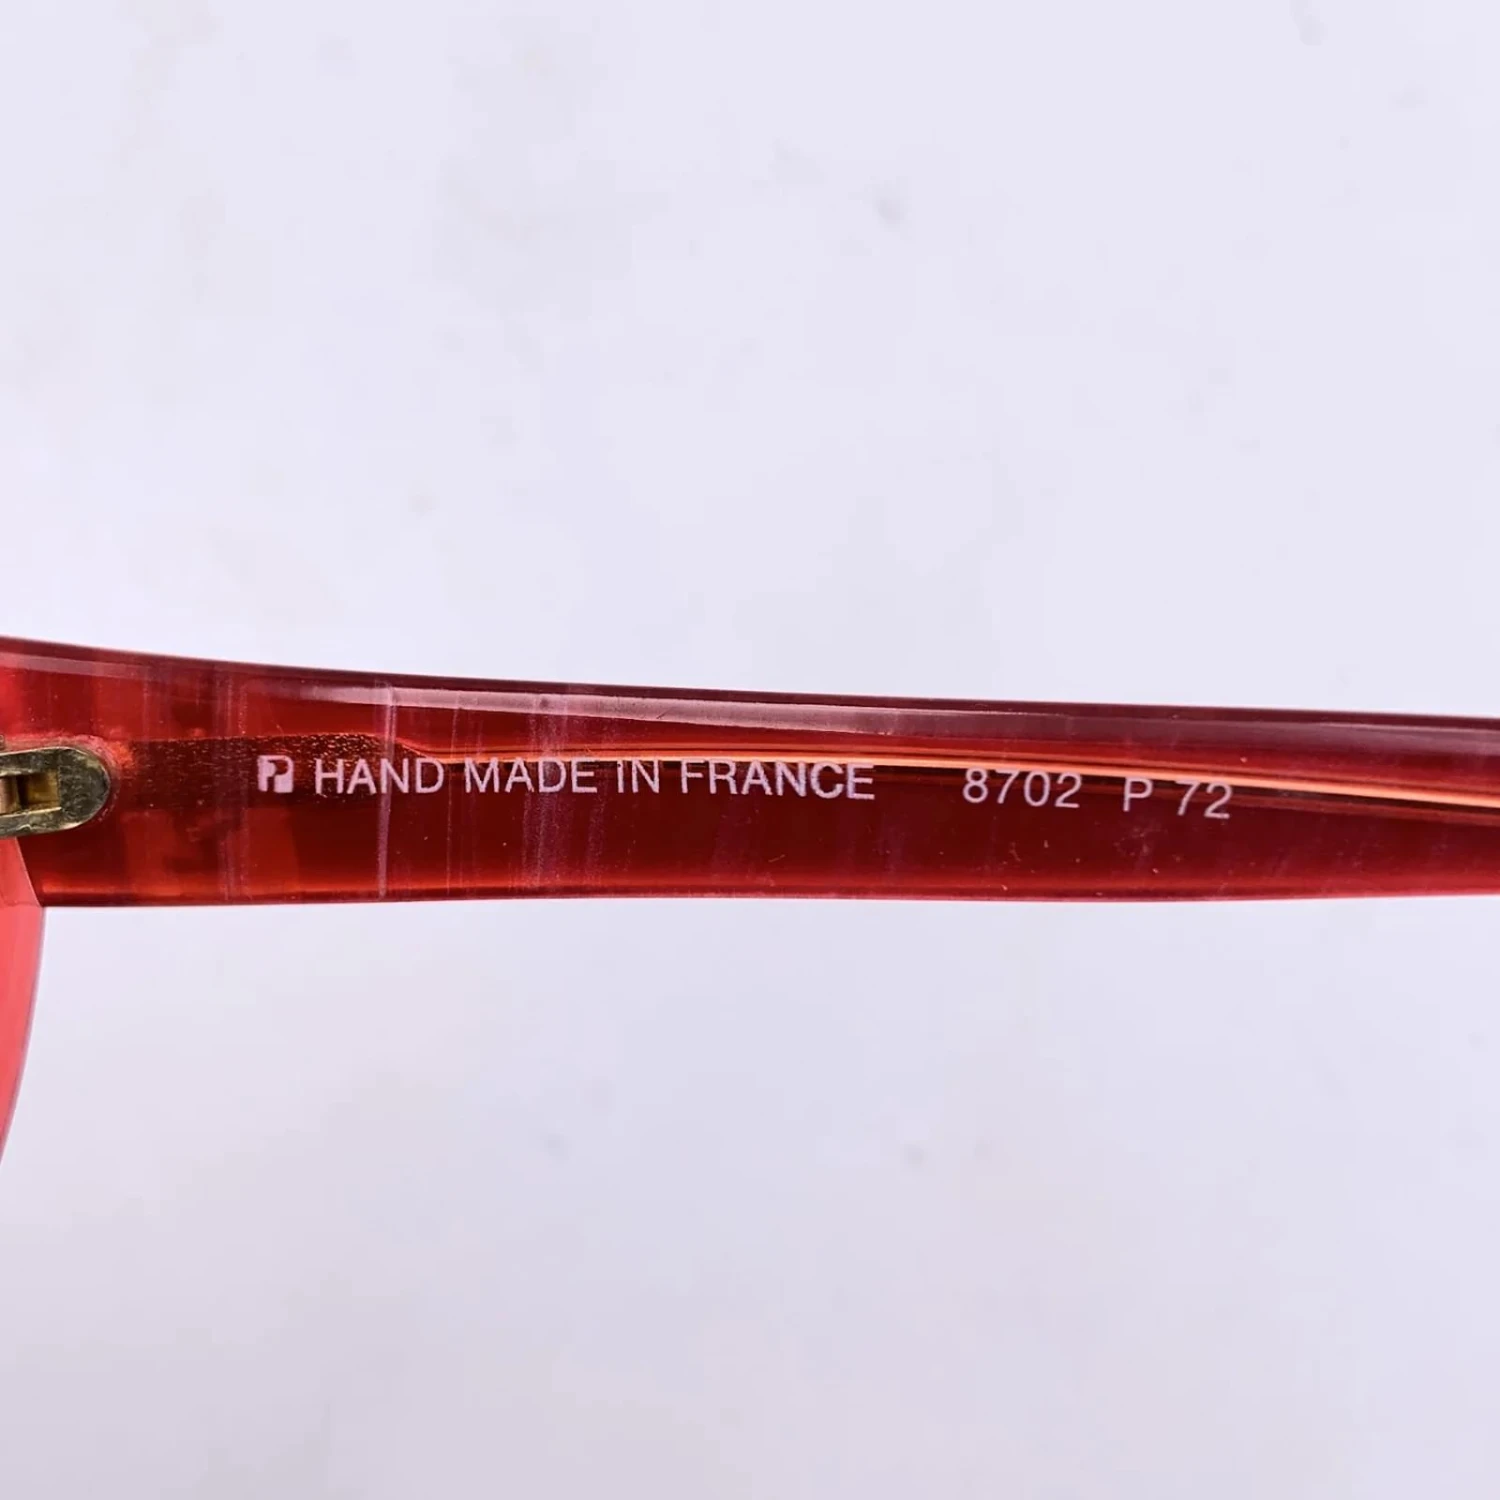 HAND MADE IN FRANCE 8702 P 72